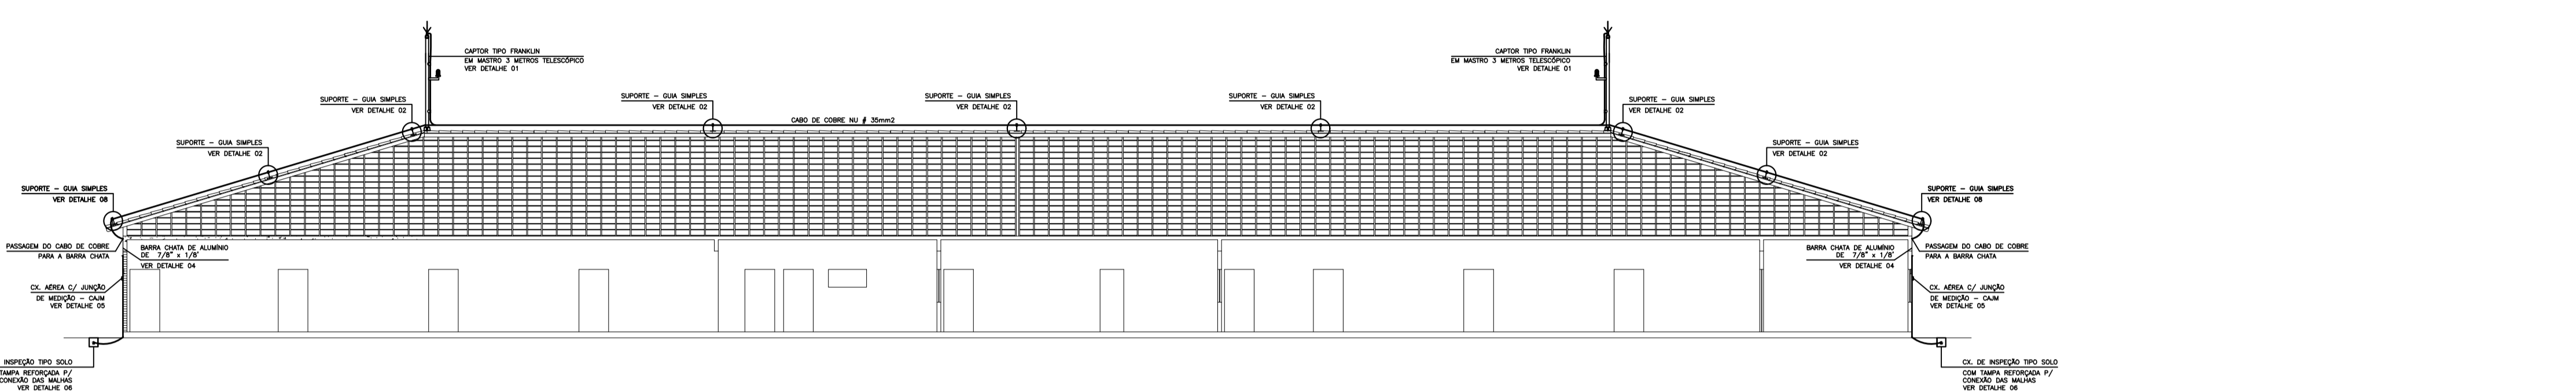 CAPTOR TIPO FRANKLIN
EM MASTRO 3 METROS TELESCÓPICO
VER DETALHE 01
CAPTOR TIPO FRANKLIN
EM MASTRO 3 METROS TELESCÓPICO
VER DETALHE 01
SUPORTE – GUIA SIMPLES
VER DETALHE 02
SUPORTE – GUIA SIMPLES
VER DETALHE 02
SUPORTE – GUIA SIMPLES
VER DETALHE 02
SUPORTE – GUIA SIMPLES
VER DETALHE 02
SUPORTE – GUIA SIMPLES
VER DETALHE 02
CABO DE COBRE NU # 35mm2
SUPORTE – GUIA SIMPLES
VER DETALHE 02
SUPORTE – GUIA SIMPLES
VER DETALHE 02
SUPORTE – GUIA SIMPLES
VER DETALHE 08
SUPORTE – GUIA SIMPLES
VER DETALHE 08
PASSAGEM DO CABO DE COBRE
PARA A BARRA CHATA
BARRA CHATA DE ALUMÍNIO
DE 7/8" x 1/8'
VER DETALHE 04
BARRA CHATA DE ALUMÍNIO
DE 7/8" x 1/8'
VER DETALHE 04
PASSAGEM DO CABO DE COBRE
PARA A BARRA CHATA
CX. AÉREA C/ JUNÇÃO
DE MEDIÇÃO – CAJM
VER DETALHE 05
CX. AÉREA C/ JUNÇÃO
DE MEDIÇÃO – CAJM
VER DETALHE 05
INSPEÇÃO TIPO SOLO
TAMPA REFORÇADA P/
CONEXÃO DAS MALHAS
VER DETALHE 06
CX. DE INSPEÇÃO TIPO SOLO
COM TAMPA REFORÇADA P/
CONEXÃO DAS MALHAS
VER DETALHE 06